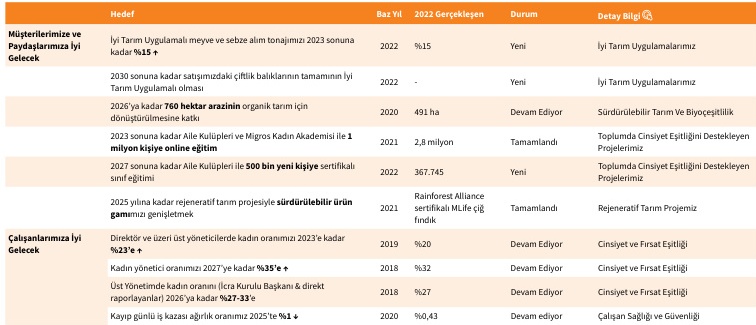 Hedef Baz Yıl 2022 Gerçekleşen Durum Detay Bilgi
Müşterilerimize ve Paydaşlarımıza İyi Gelecek
İyi Tarım Uygulamalı meyve ve sebze alım tonajımızı 2023 sonuna kadar %15 ↑ 2022 %15 Yeni İyi Tarım Uygulamalarımız
2030 sonuna kadar satışımızdaki çiftlik balıklarının tamamının İyi Tarım Uygulamalı olması 2022 - Yeni İyi Tarım Uygulamalarımız
2026'ya kadar 760 hektar arazinin organik tarım için dönüştürülmesine katkı 2020 491 ha Devam Ediyor Sürdürülebilir Tarım Ve Biyoçeşitlilik
2023 sonuna kadar Aile Kulüpleri ve Migros Kadın Akademisi ile 1 milyon kişiye online eğitim 2021 2,8 milyon Tamamlandı Toplumda Cinsiyet Eşitliğini Destekleyen Projelerimiz
2027 sonuna kadar Aile Kulüpleri ile 500 bin yeni kişiye sertifikalı sınıf eğitimi 2022 367.745 Yeni Toplumda Cinsiyet Eşitliğini Destekleyen Projelerimiz
2025 yılına kadar rejeneratif tarım projesiyle sürdürülebilir ürün gamımızı genişletmek 2021 Rainforest Alliance sertifikalı MLife çiğ fındık Tamamlandı Rejeneratif Tarım Projemiz
Çalışanlarımıza İyi Gelecek
Direktör ve üzeri üst yöneticilerde kadın oranımızı 2023'e kadar %23'e ↑ 2019 %20 Devam Ediyor Cinsiyet ve Fırsat Eşitliği
Kadın yönetici oranımızı 2027'ye kadar %35'e ↑ 2018 %32 Devam Ediyor Cinsiyet ve Fırsat Eşitliği
Üst Yönetimde kadın oranını (İcra Kurulu Başkanı & direkt raporlayanlar) 2026'ya kadar %27-33'e 2018 %27 Devam Ediyor Cinsiyet ve Fırsat Eşitliği
Kayıp günlü iş kazası ağırlık oranımız 2025'te %1 ↓ 2020 %0,43 Devam ediyor Çalışan Sağlığı ve Güvenliği